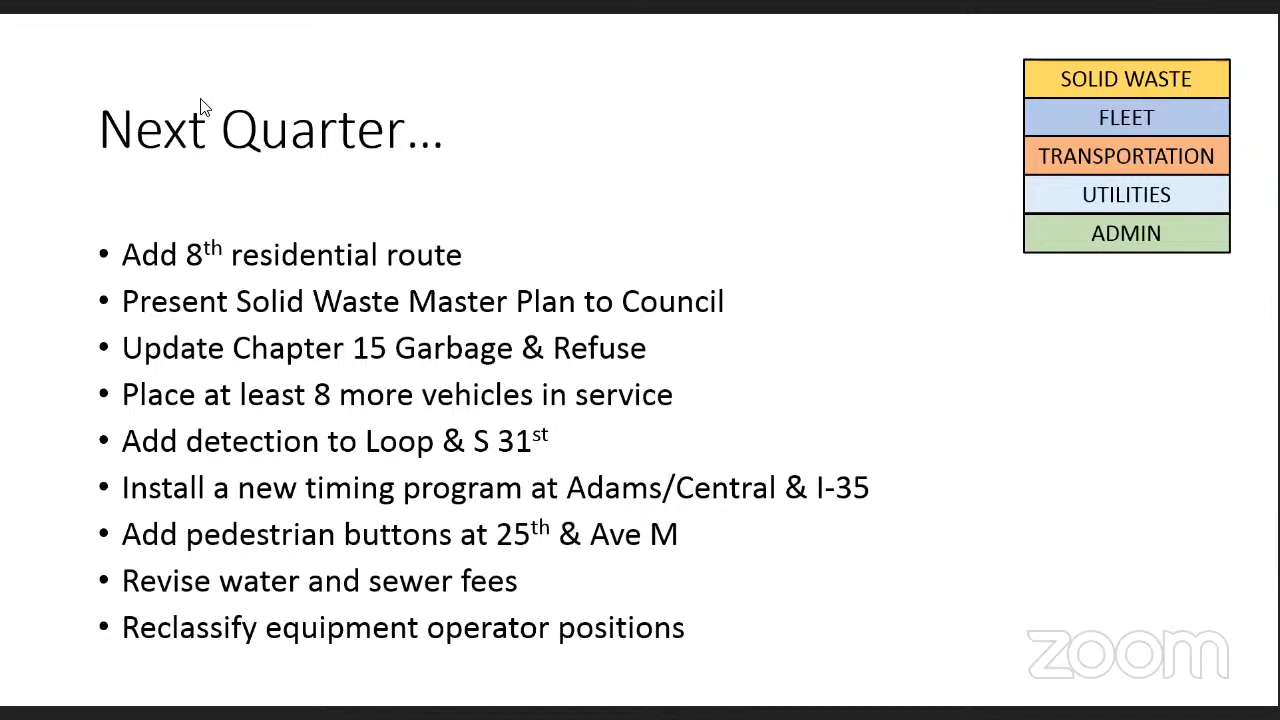 Next Quarter...
SOLID WASTE
FLEET
TRANSPORTATION
UTILITIES
ADMIN
• Add 8th residential route
• Present Solid Waste Master Plan to Council
• Update Chapter 15 Garbage & Refuse
• Place at least 8 more vehicles in service
• Add detection to Loop & S 31st
• Install a new timing program at Adams/Central & I-35
• Add pedestrian buttons at 25th & Ave M
• Revise water and sewer fees
• Reclassify equipment operator positions
zoom